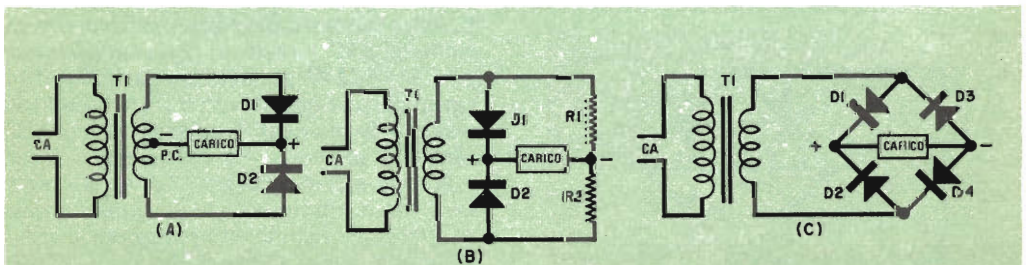 T1
CA
D1
P.C.
-
CARICO
+
D2
(A)
T1
CA
D1
R1
+
CARICO
-
D2
R2
(B)
T1
CA
D1
D3
+
CARICO
-
D2
D4
(C)